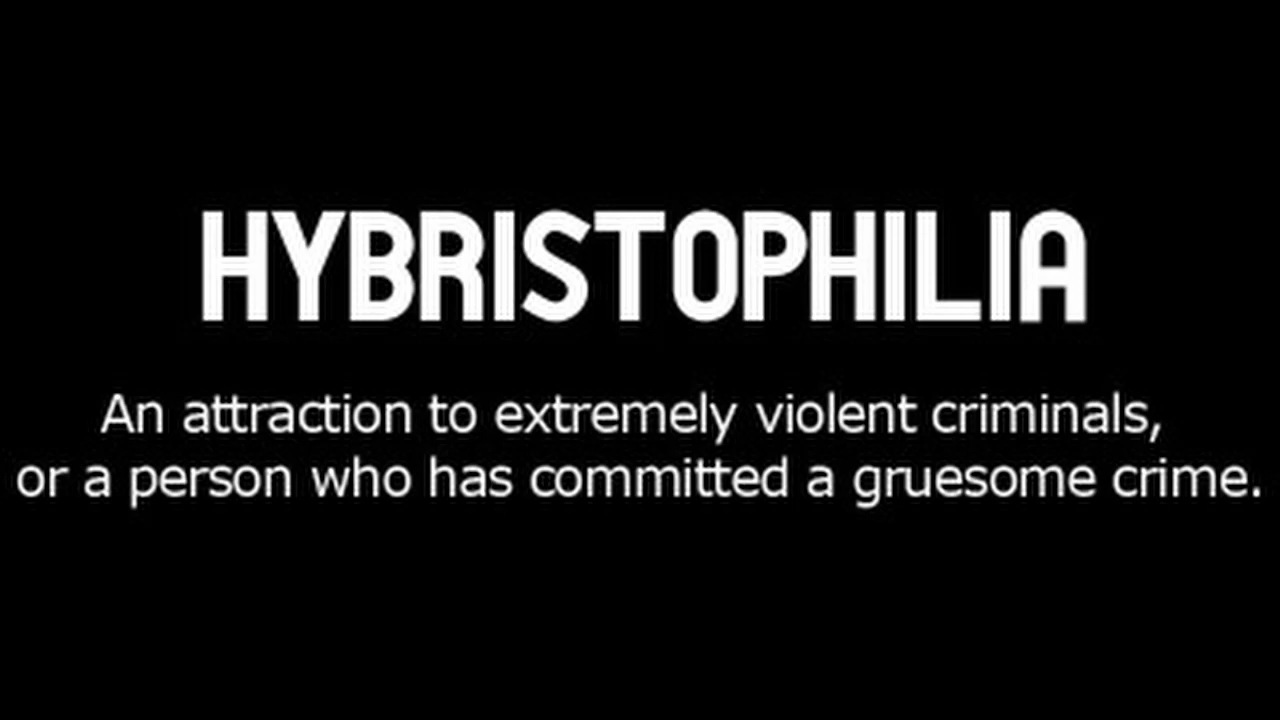 HYBRISTOPHILIA
An attraction to extremely violent criminals,
or a person who has committed a gruesome crime.